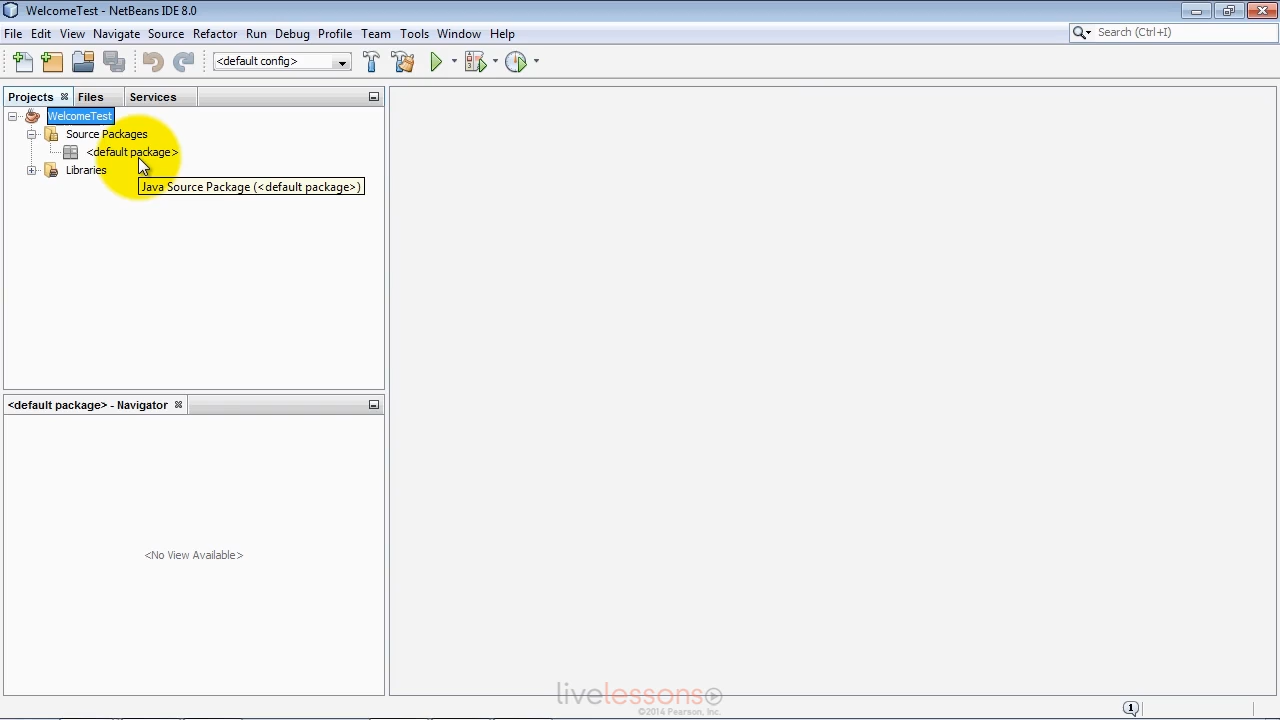 WelcomeTest - NetBeans IDE 8.0
File Edit View Navigate Source Refactor Run Debug Profile Team Tools Window Help
Search (Ctrl+I)
<default config>
Projects Files Services
WelcomeTest
Source Packages
<default package>
Libraries
Java Source Package (<default package>)
<default package> - Navigator
<No View Available>
livelessons
©2014 Pearson, Inc.
1